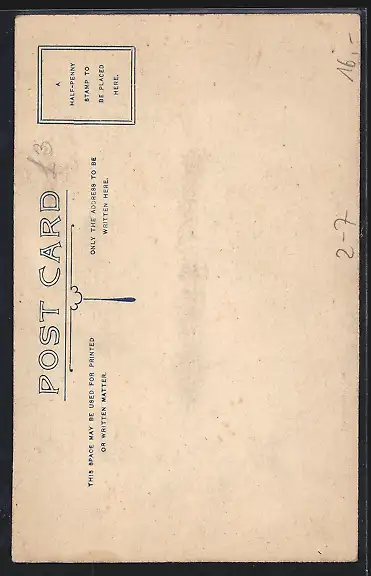 POST CARD
THIS SPACE MAY BE USED FOR PRINTED
OR WRITTEN MATTER.
ONLY THE ADDRESS TO BE
WRITTEN HERE.
A
HALF-PENNY
STAMP TO
BE PLACED
HERE.
£3
16,-
2-7